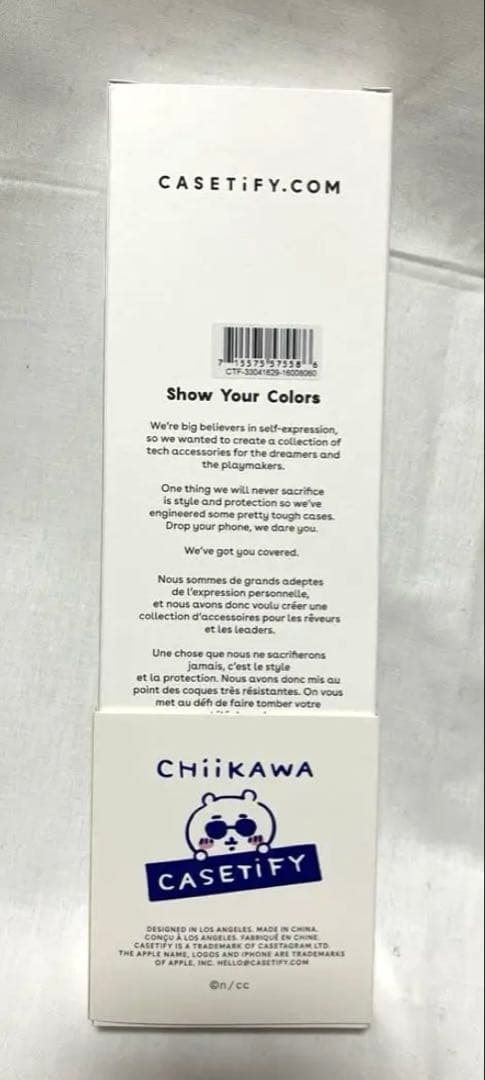 CASETiFY.COM
7 15575 57558 6
CTF-33041629-16008060
Show Your Colors
We're big believers in self-expression,
so we wanted to create a collection of
tech accessories for the dreamers and
the playmakers.
One thing we will never sacrifice
is style and protection so we've
engineered some pretty tough cases.
Drop your phone, we dare you.
We've got you covered.
Nous sommes de grands adeptes
de l'expression personnelle,
et nous avons donc voulu créer une
collection d'accessoires pour les rêveurs
et les leaders.
Une chose que nous ne sacrifierons
jamais, c'est le style
et la protection. Nous avons donc mis au
point des coques très résistantes. On vous
met au défi de faire tomber votre
CHiiKAWA
CASETiFY
DESIGNED IN LOS ANGELES. MADE IN CHINA.
CONÇU À LOS ANGELES. FABRIQUÉ EN CHINE.
CASETIFY IS A TRADEMARK OF CASETAGRAM LTD.
THE APPLE NAME, LOGOS AND IPHONE ARE TRADEMARKS
OF APPLE, INC. HELLO@CASETIFY.COM
©n/cc